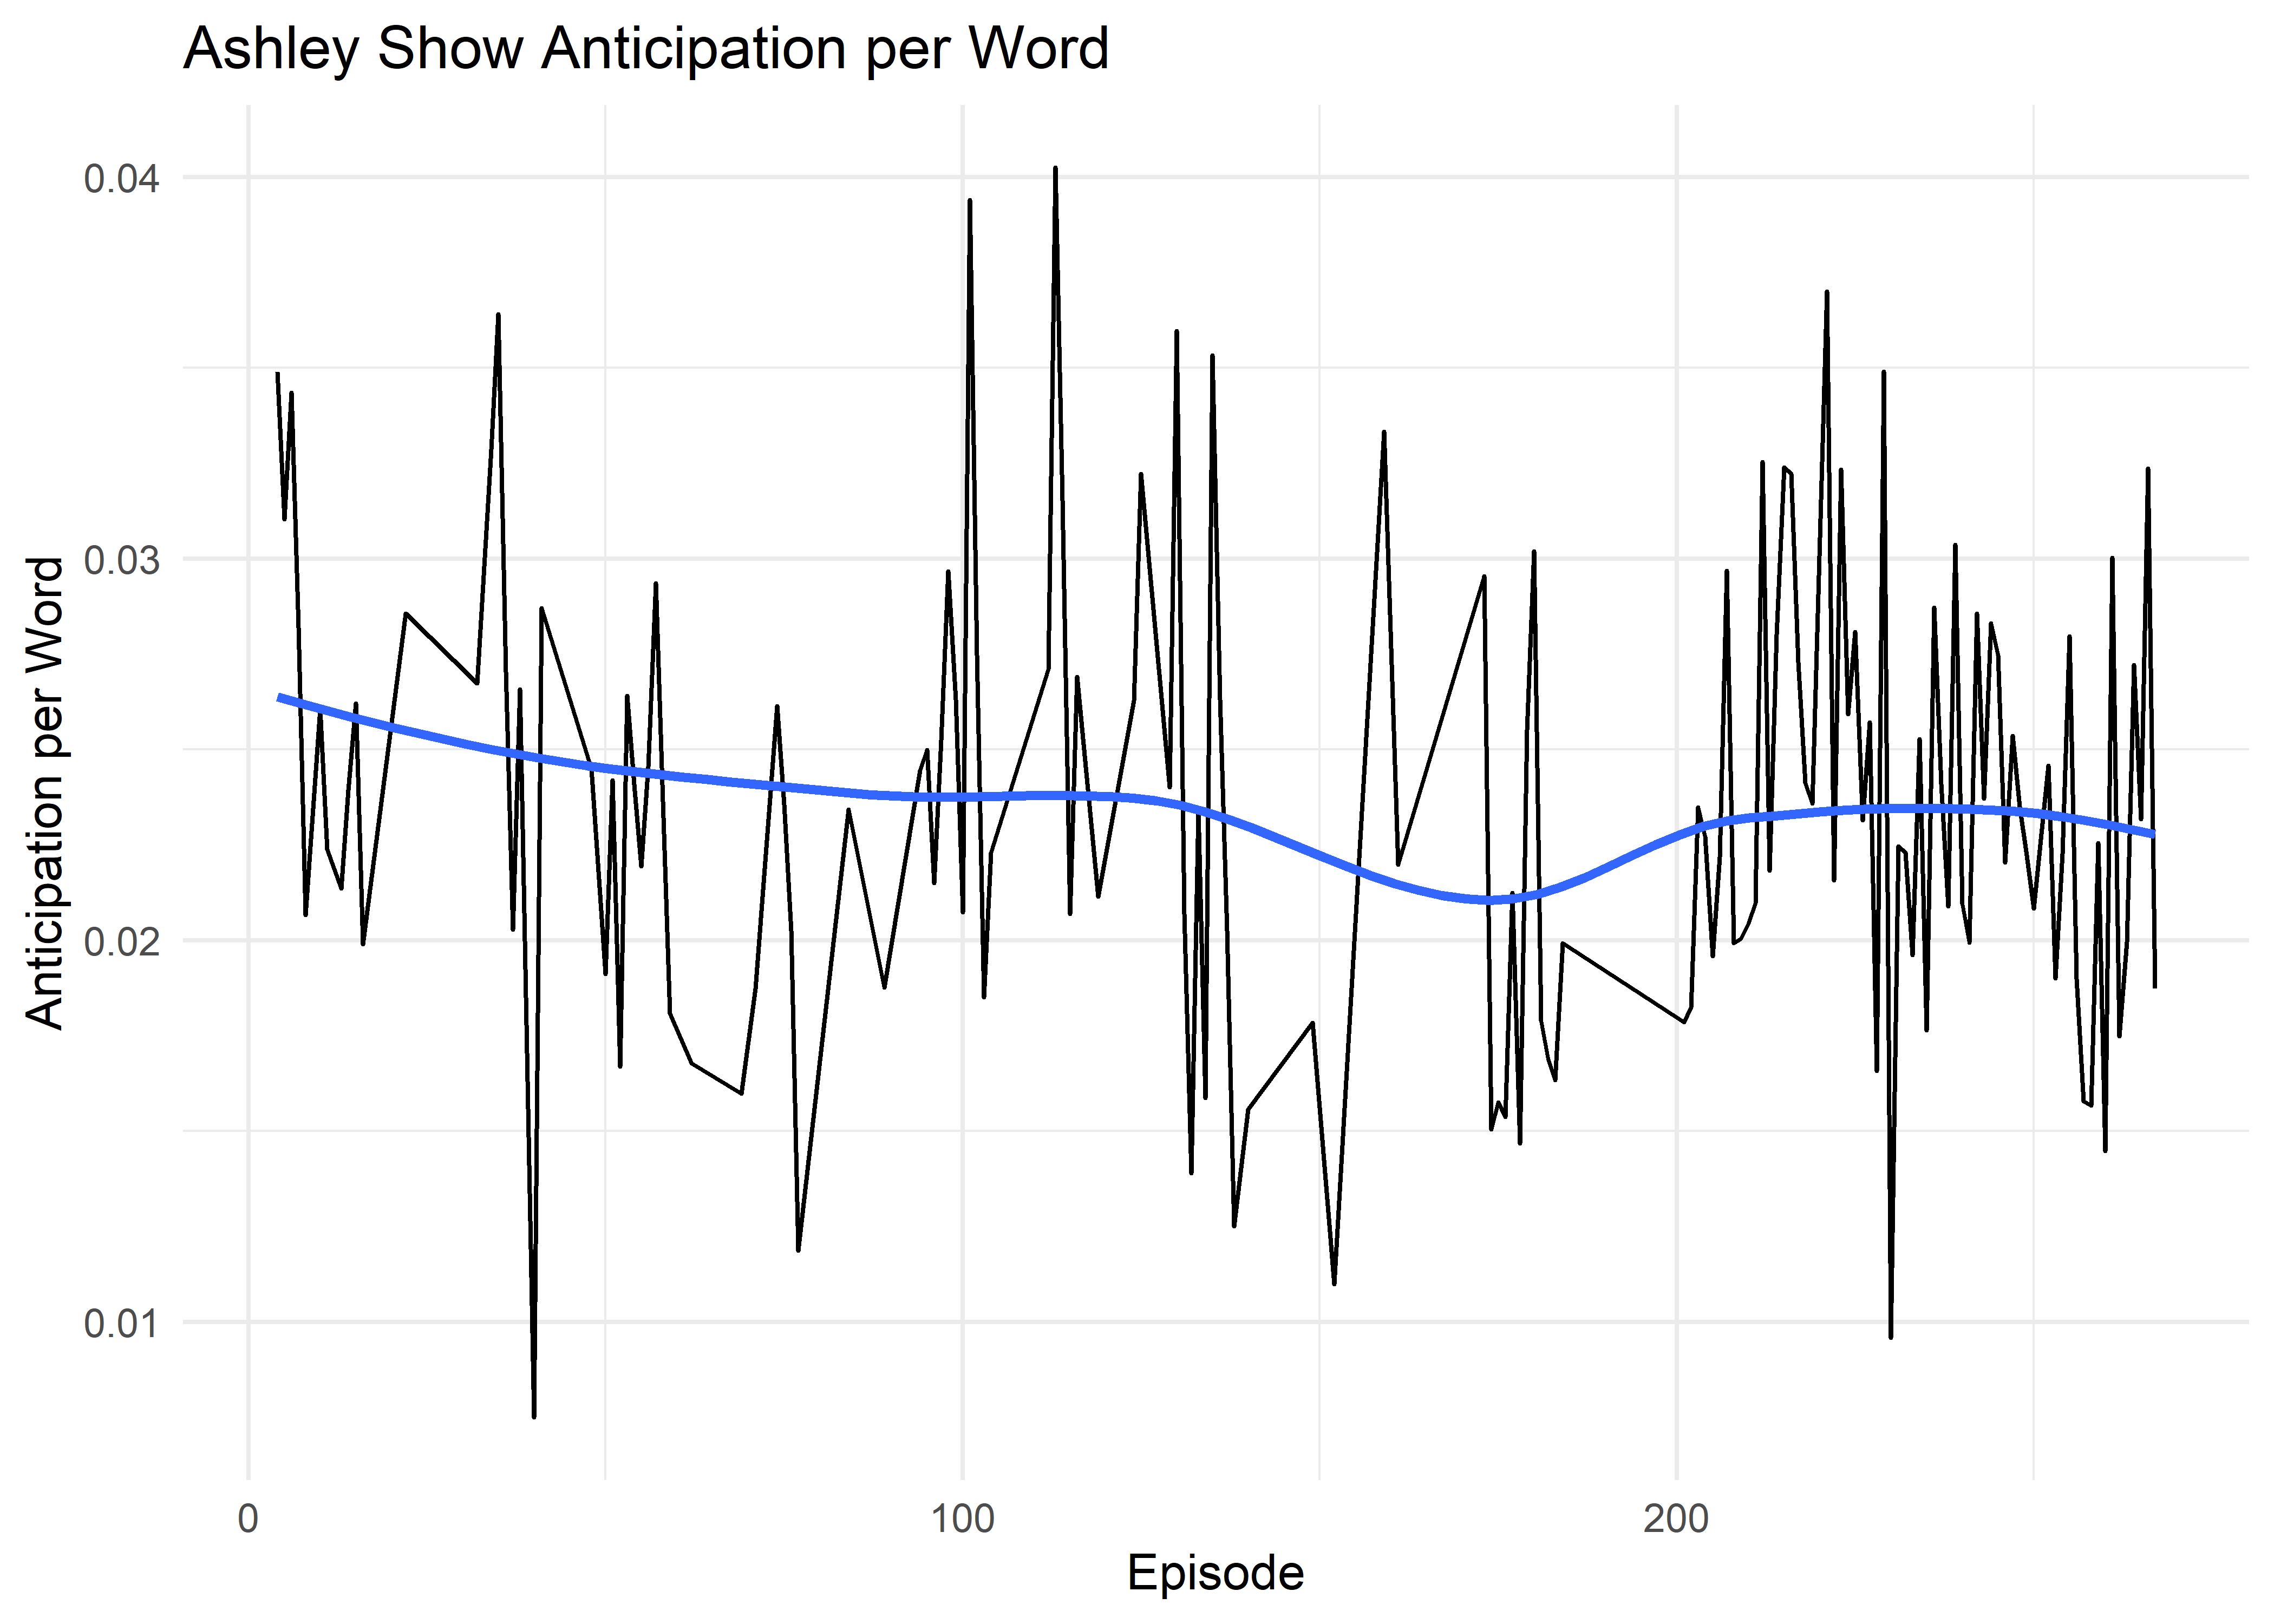 Ashley Show Anticipation per Word
Anticipation per Word
0.04
0.03
0.02
0.01
0
100
200
Episode